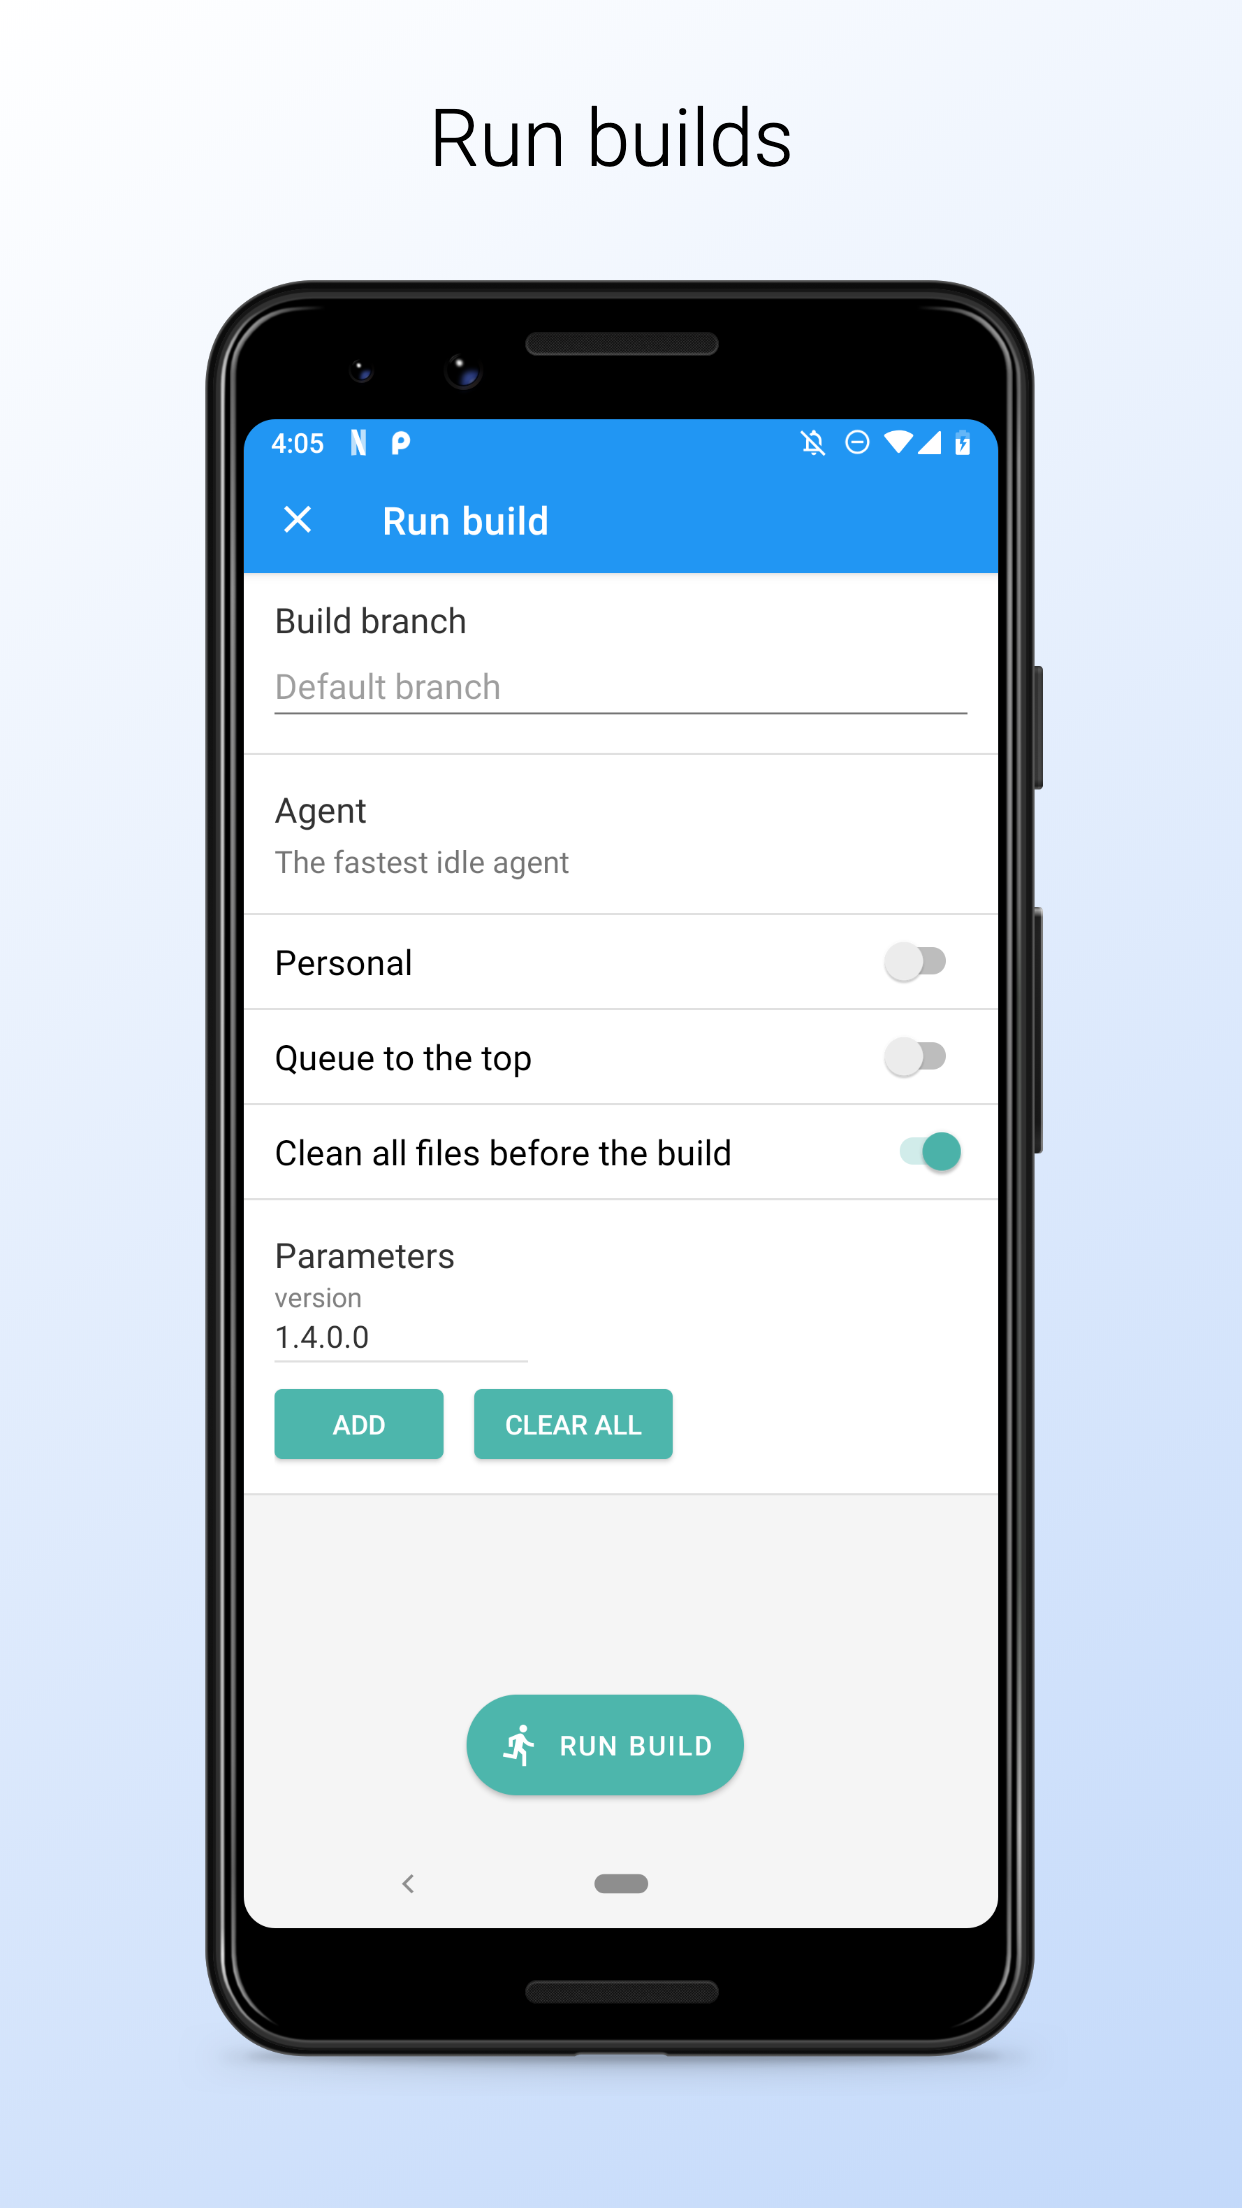 Run builds
4:05
Run build
Build branch
Default branch
Agent
The fastest idle agent
Personal
Queue to the top
Clean all files before the build
Parameters
version
1.4.0.0
ADD CLEAR ALL
RUN BUILD